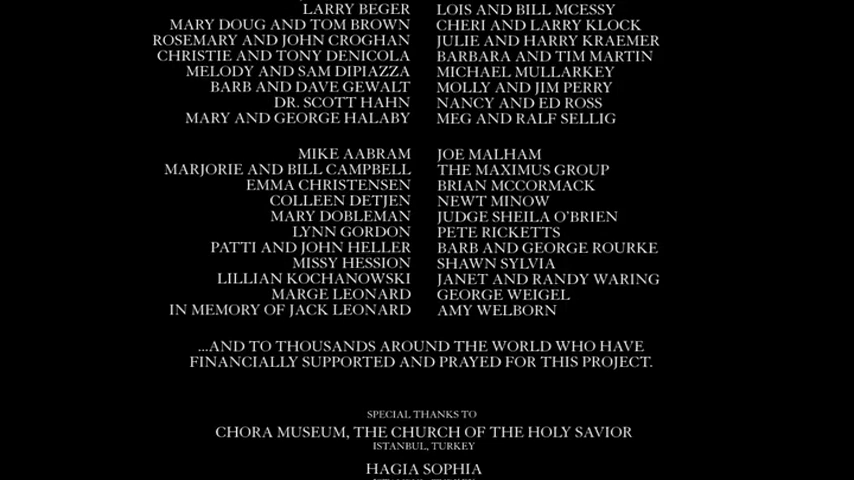 LARRY BEGER LOIS AND BILL MCESSY
MARY DOUG AND TOM BROWN CHERI AND LARRY KLOCK
ROSEMARY AND JOHN CROGHAN JULIE AND HARRY KRAEMER
CHRISTIE AND TONY DENICOLA BARBARA AND TIM MARTIN
MELODY AND SAM DIPIAZZA MICHAEL MULLARKEY
BARB AND DAVE GEWALT MOLLY AND JIM PERRY
DR. SCOTT HAHN NANCY AND ED ROSS
MARY AND GEORGE HALABY MEG AND RALF SELLIG
MIKE AABRAM JOE MALHAM
MARJORIE AND BILL CAMPBELL THE MAXIMUS GROUP
EMMA CHRISTENSEN BRIAN MCCORMACK
COLLEEN DETJEN NEWT MINOW
MARY DOBLEMAN JUDGE SHEILA O'BRIEN
LYNN GORDON PETE RICKETTS
PATTI AND JOHN HELLER BARB AND GEORGE ROURKE
MISSY HESSION SHAWN SYLVIA
LILLIAN KOCHANOWSKI JANET AND RANDY WARING
MARGE LEONARD GEORGE WEIGEL
IN MEMORY OF JACK LEONARD AMY WELBORN
...AND TO THOUSANDS AROUND THE WORLD WHO HAVE
FINANCIALLY SUPPORTED AND PRAYED FOR THIS PROJECT.
SPECIAL THANKS TO
CHORA MUSEUM, THE CHURCH OF THE HOLY SAVIOR
ISTANBUL, TURKEY
HAGIA SOPHIA